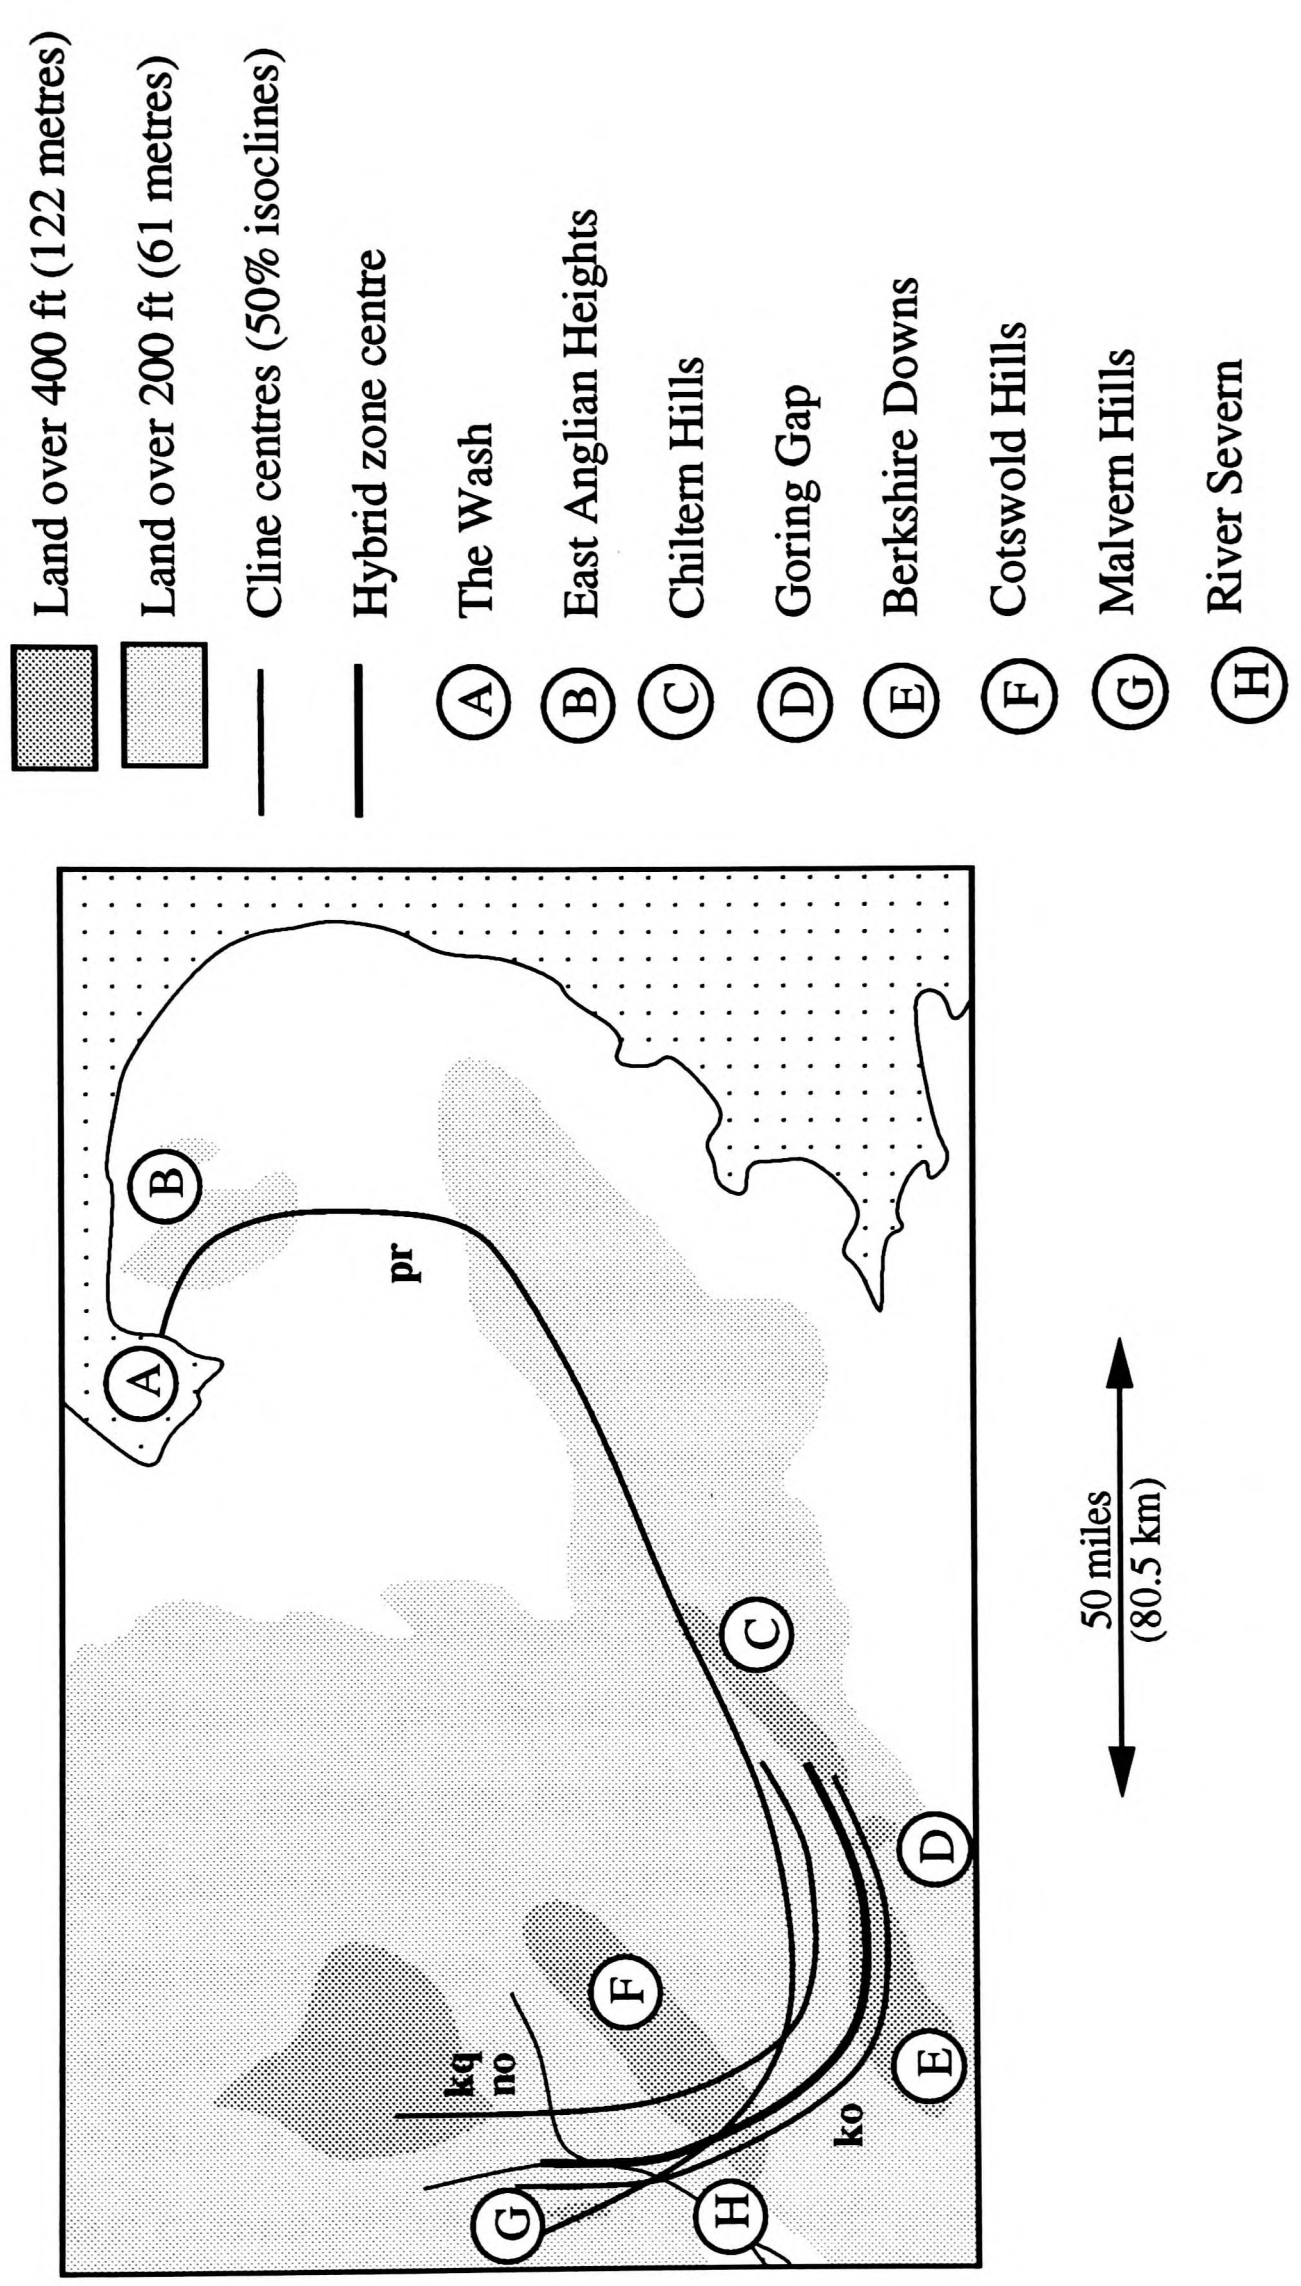 Land over 400 ft (122 metres)
Land over 200 ft (61 metres)
Cline centres (50% isoclines)
Hybrid zone centre
A The Wash
B East Anglian Heights
C Chiltern Hills
D Goring Gap
E Berkshire Downs
F Cotswold Hills
G Malvern Hills
H River Severn
A
B
pr
C
D
E
F
kq
no
ko
G
H
50 miles
(80.5 km)